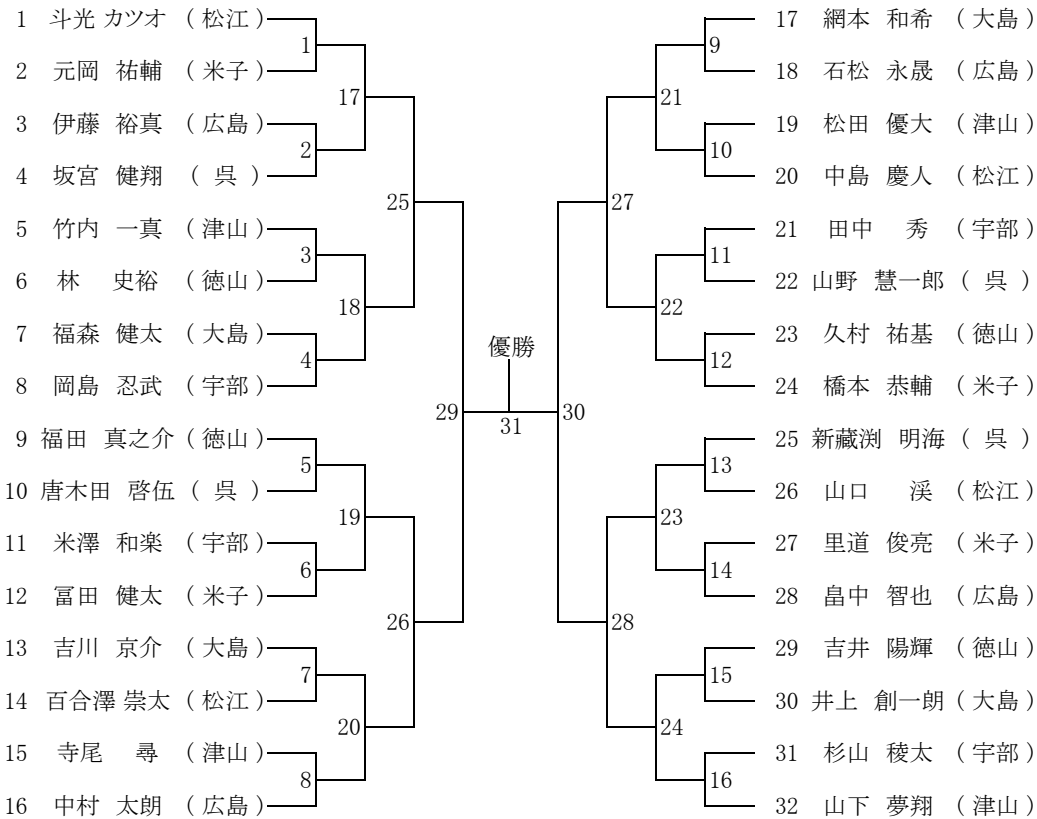 1 斗光 カツオ (松江)
2 元岡 祐輔 (米子)
3 伊藤 裕真 (広島)
4 坂宮 健翔 (呉)
5 竹内 一真 (津山)
6 林 史裕 (徳山)
7 福森 健太 (大島)
8 岡島 忍武 (宇部)
9 福田 真之介 (徳山)
10 唐木田 啓伍 (呉)
11 米澤 和楽 (宇部)
12 冨田 健太 (米子)
13 吉川 京介 (大島)
14 百合澤 崇太 (松江)
15 寺尾 尋 (津山)
16 中村 太朗 (広島)
1
2
3
4
5
6
7
8
17
18
19
20
25
26
29
優勝
31
30
27
28
21
22
23
24
9
10
11
12
13
14
15
16
17 網本 和希 (大島)
18 石松 永晟 (広島)
19 松田 優大 (津山)
20 中島 慶人 (松江)
21 田中 秀 (宇部)
22 山野 慧一郎 (呉)
23 久村 祐基 (徳山)
24 橋本 恭輔 (米子)
25 新藏渕 明海 (呉)
26 山口 渓 (松江)
27 里道 俊亮 (米子)
28 畠中 智也 (広島)
29 吉井 陽輝 (徳山)
30 井上 創一朗 (大島)
31 杉山 稜太 (宇部)
32 山下 夢翔 (津山)